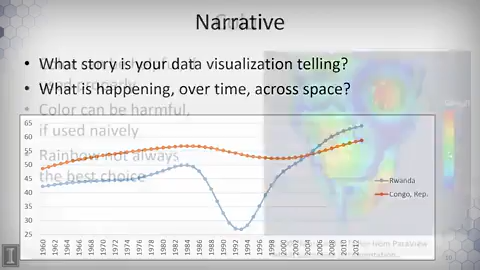 Narrative
• What story is your data visualization telling?
• What is happening, over time, across space?
• Color can be harmful,
if used naively
Rainbow not always
the best choice
65
60
55
50
45
40
35
30
25
Rwanda
Congo, Rep.
1960 1962 1964 1966 1968 1970 1972 1974 1976 1978 1980 1982 1984 1986 1988 1990 1992 1994 1996 1998 2000 2002 2004 2006 2008 2010 2012